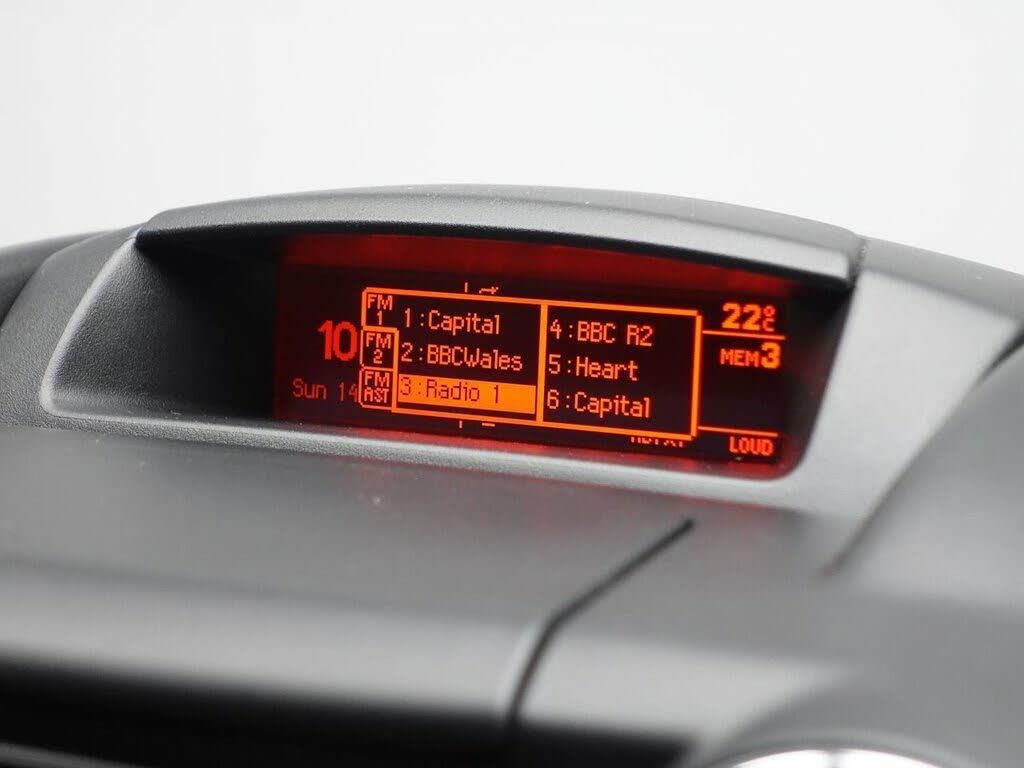 FM 1
1:Capital
4:BBC R2
22°C
10
FM 2
2:BBCWales
5:Heart
MEM3
Sun 14
FM AST
3:Radio 1
6:Capital
LOUD